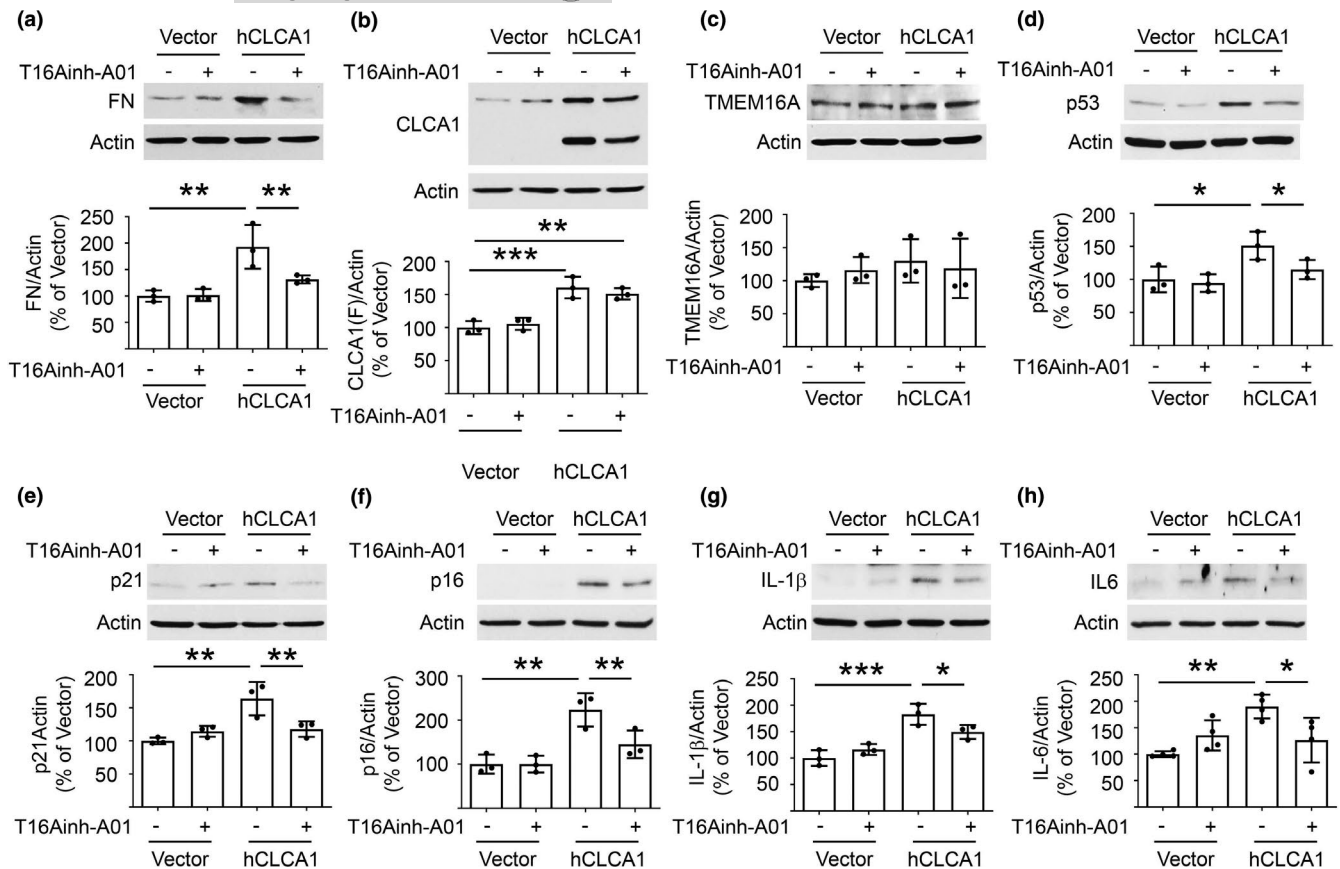 (a)
Vector hCLCA1
T16Ainh-A01 - + - +
FN
Actin
** **
FN/Actin
(% of Vector)
250
200
150
100
50
- + - +
T16Ainh-A01
Vector hCLCA1
(b)
Vector hCLCA1
T16Ainh-A01 - + - +
CLCA1
Actin
**
***
CLCA1(F)/Actin
(% of Vector)
200
150
100
50
T16Ainh-A01 - + - +
Vector hCLCA1
(c)
Vector hCLCA1
T16Ainh-A01 - + - +
TMEM16A
Actin
TMEM16A/Actin
(% of Vector)
200
150
100
50
T16Ainh-A01 - + - +
Vector hCLCA1
(d)
Vector hCLCA1
T16Ainh-A01 - + - +
p53
Actin
* *
p53/Actin
(% of Vector)
200
150
100
50
T16Ainh-A01 - + - +
Vector hCLCA1
(e)
Vector hCLCA1
T16Ainh-A01 - + - +
p21
Actin
** **
p21Actin
(% of Vector)
200
150
100
50
T16Ainh-A01 - + - +
Vector hCLCA1
(f)
Vector hCLCA1
T16Ainh-A01 - + - +
p16
Actin
** **
p16/Actin
(% of Vector)
300
200
100
T16Ainh-A01 - + - +
Vector hCLCA1
(g)
Vector hCLCA1
T16Ainh-A01 - + - +
IL-1β
Actin
*** *
IL-1β/Actin
(% of Vector)
250
200
150
100
50
T16Ainh-A01 - + - +
Vector hCLCA1
(h)
Vector hCLCA1
T16Ainh-A01 - + - +
IL6
Actin
** *
IL-6/Actin
(% of Vector)
250
200
150
100
50
T16Ainh-A01 - + - +
Vector hCLCA1